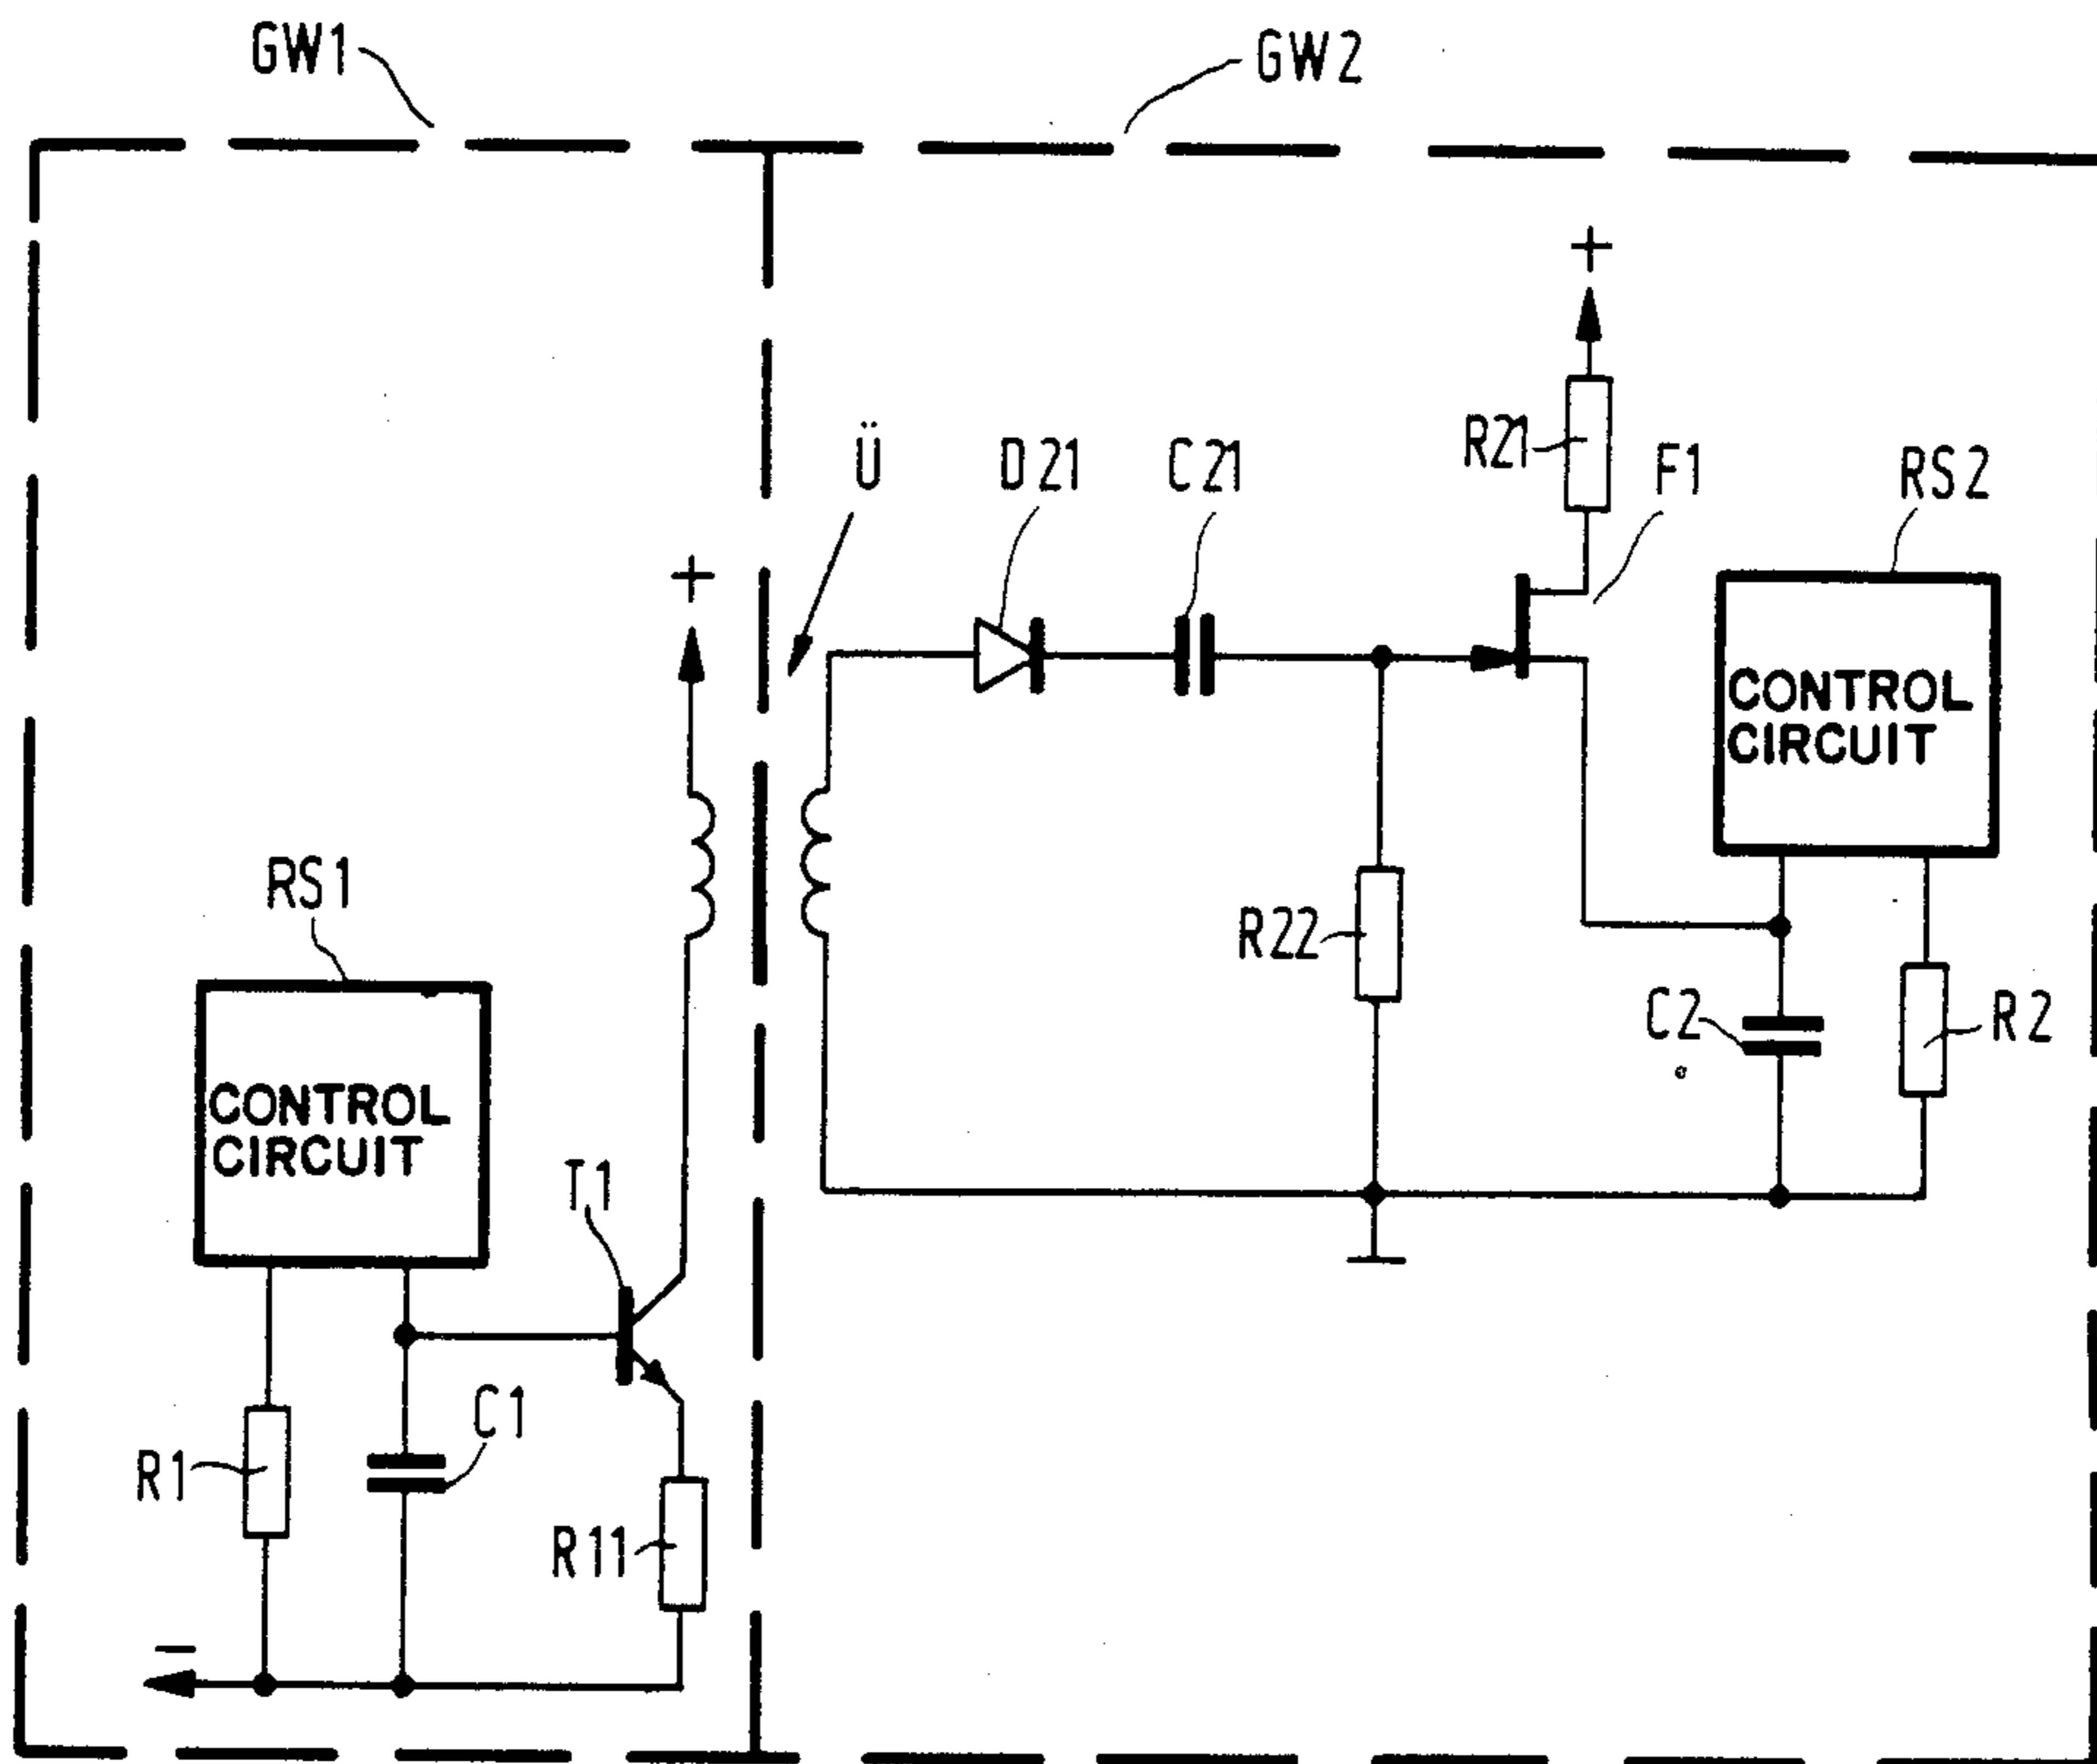 GW1
GW2
+
R21
F1
RS2
Ü
D21
C21
+
CONTROL
CIRCUIT
RS1
R22
C2
R2
CONTROL
CIRCUIT
T1
C1
R1
R11
−